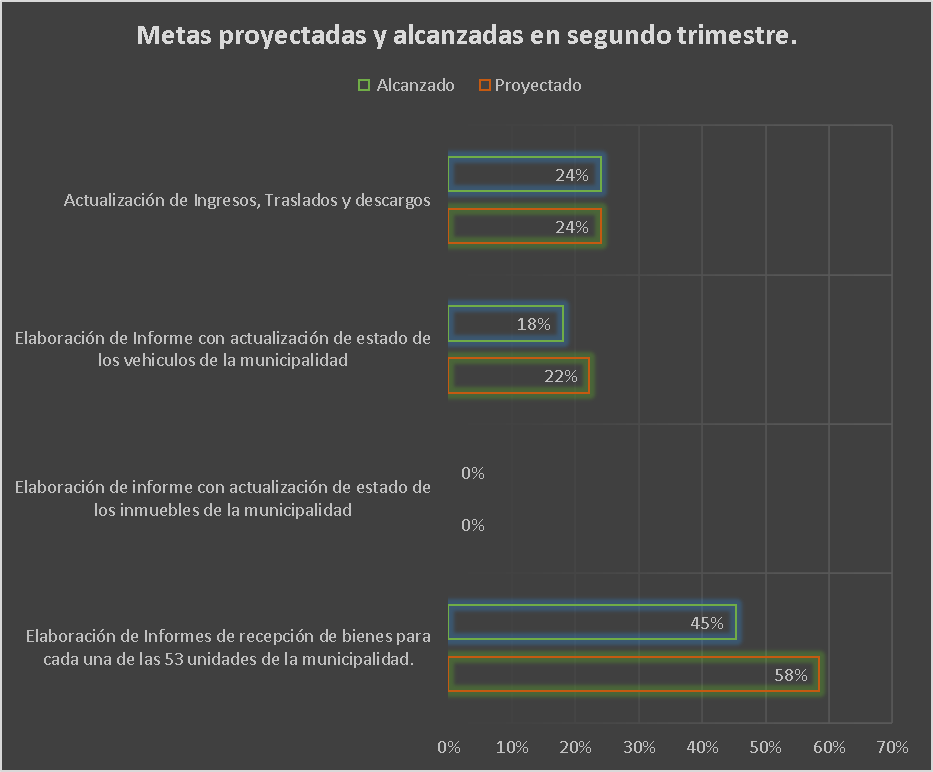 Metas proyectadas y alcanzadas en segundo trimestre.
Alcanzado Proyectado
Actualización de Ingresos, Traslados y descargos
24%
24%
Elaboración de Informe con actualización de estado de
los vehiculos de la municipalidad
18%
22%
Elaboración de informe con actualización de estado de
los inmuebles de la municipalidad
0%
0%
Elaboración de Informes de recepción de bienes para
cada una de las 53 unidades de la municipalidad.
45%
58%
0% 10% 20% 30% 40% 50% 60% 70%